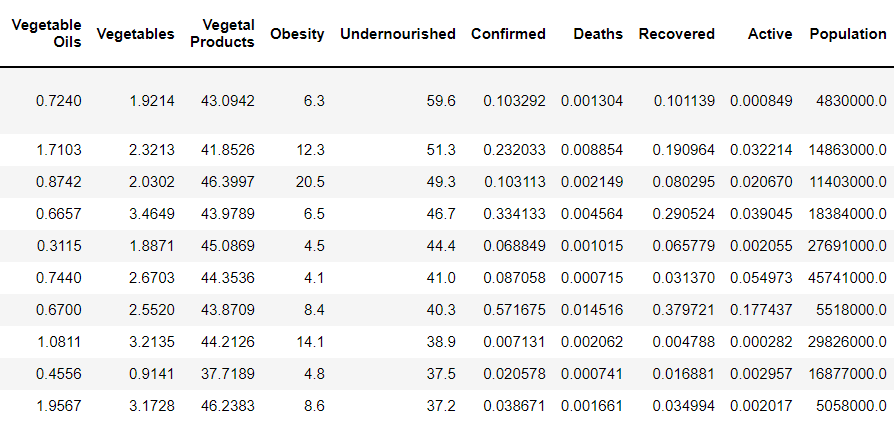 Vegetable Oils Vegetables Vegetal Products Obesity Undernourished Confirmed Deaths Recovered Active Population
0.7240 1.9214 43.0942 6.3 59.6 0.103292 0.001304 0.101139 0.000849 4830000.0
1.7103 2.3213 41.8526 12.3 51.3 0.232033 0.008854 0.190964 0.032214 14863000.0
0.8742 2.0302 46.3997 20.5 49.3 0.103113 0.002149 0.080295 0.020670 11403000.0
0.6657 3.4649 43.9789 6.5 46.7 0.334133 0.004564 0.290524 0.039045 18384000.0
0.3115 1.8871 45.0869 4.5 44.4 0.068849 0.001015 0.065779 0.002055 27691000.0
0.7440 2.6703 44.3536 4.1 41.0 0.087058 0.000715 0.031370 0.054973 45741000.0
0.6700 2.5520 43.8709 8.4 40.3 0.571675 0.014516 0.379721 0.177437 5518000.0
1.0811 3.2135 44.2126 14.1 38.9 0.007131 0.002062 0.004788 0.000282 29826000.0
0.4556 0.9141 37.7189 4.8 37.5 0.020578 0.000741 0.016881 0.002957 16877000.0
1.9567 3.1728 46.2383 8.6 37.2 0.038671 0.001661 0.034994 0.002017 5058000.0